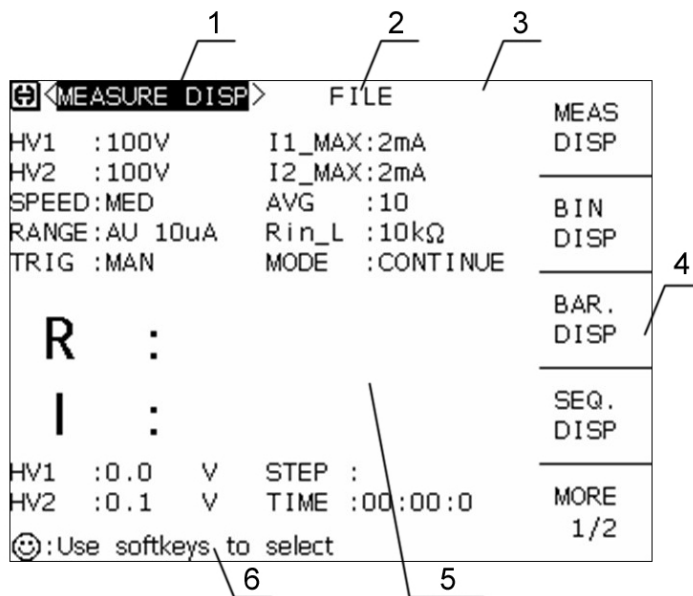 1 2 3
<MEASURE DISP> FILE
MEAS DISP
HV1 :100V I1_MAX:2mA
HV2 :100V I2_MAX:2mA
SPEED:MED AVG :10
BIN DISP
RANGE:AU 10uA Rin_L :10kΩ
TRIG :MAN MODE :CONTINUE
4
BAR. DISP
R :
I :
SEQ. DISP
HV1 :0.0 V STEP :
HV2 :0.1 V TIME :00:00:0
MORE 1/2
:Use softkeys to select
6 5